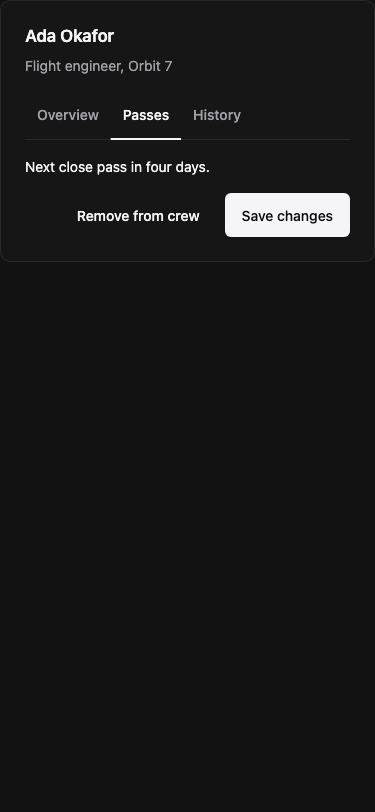 Ada Okafor
Flight engineer, Orbit 7
Overview Passes History
Next close pass in four days.
Remove from crew Save changes